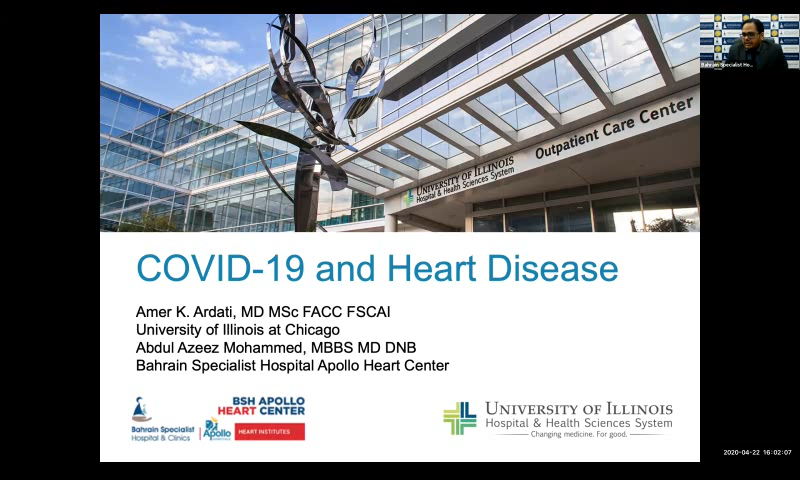 UNIVERSITY OF ILLINOIS
Hospital & Health Sciences System
Outpatient Care Center
Bahrain Specialist Ho...
COVID-19 and Heart Disease
Amer K. Ardati, MD MSc FACC FSCAI
University of Illinois at Chicago
Abdul Azeez Mohammed, MBBS MD DNB
Bahrain Specialist Hospital Apollo Heart Center
Bahrain Specialist
Hospital & Clinics
BSH APOLLO
HEART CENTER
Apollo
HEART INSTITUTES
UNIVERSITY OF ILLINOIS
Hospital & Health Sciences System
Changing medicine. For good.
2020-04-22 16:02:07